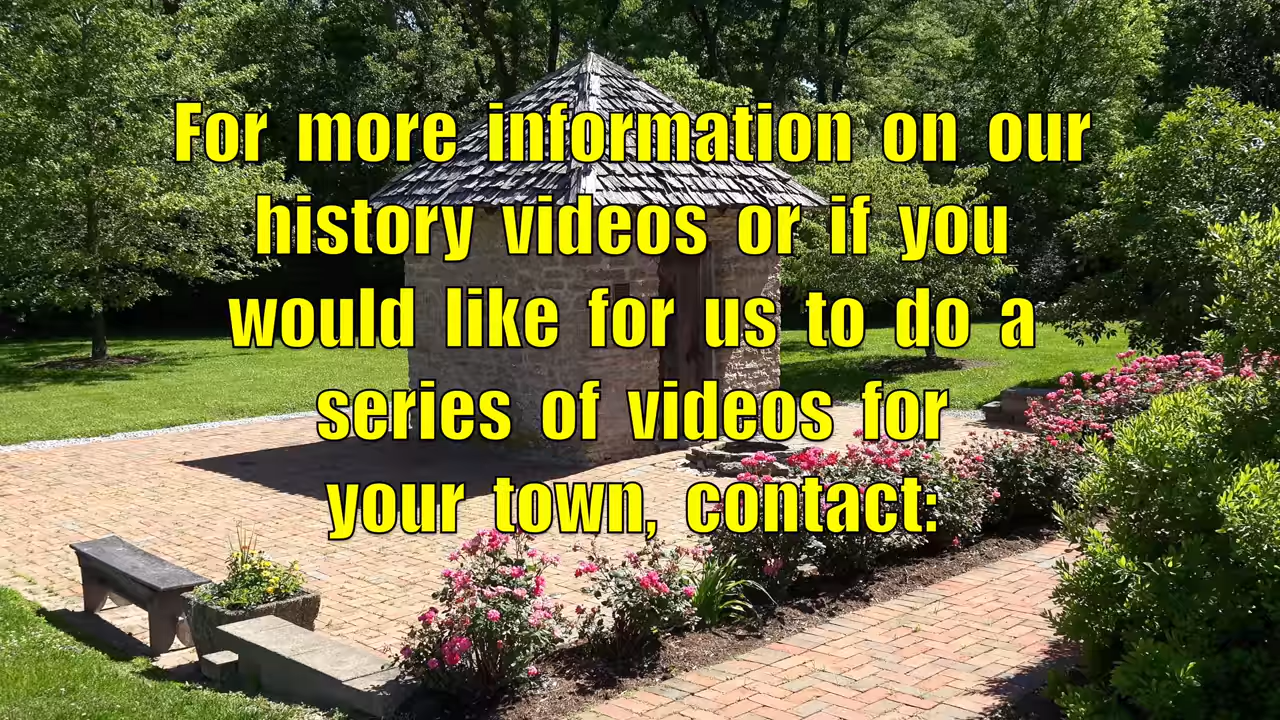 For more information on our
history videos or if you
would like for us to do a
series of videos for
your town, contact: